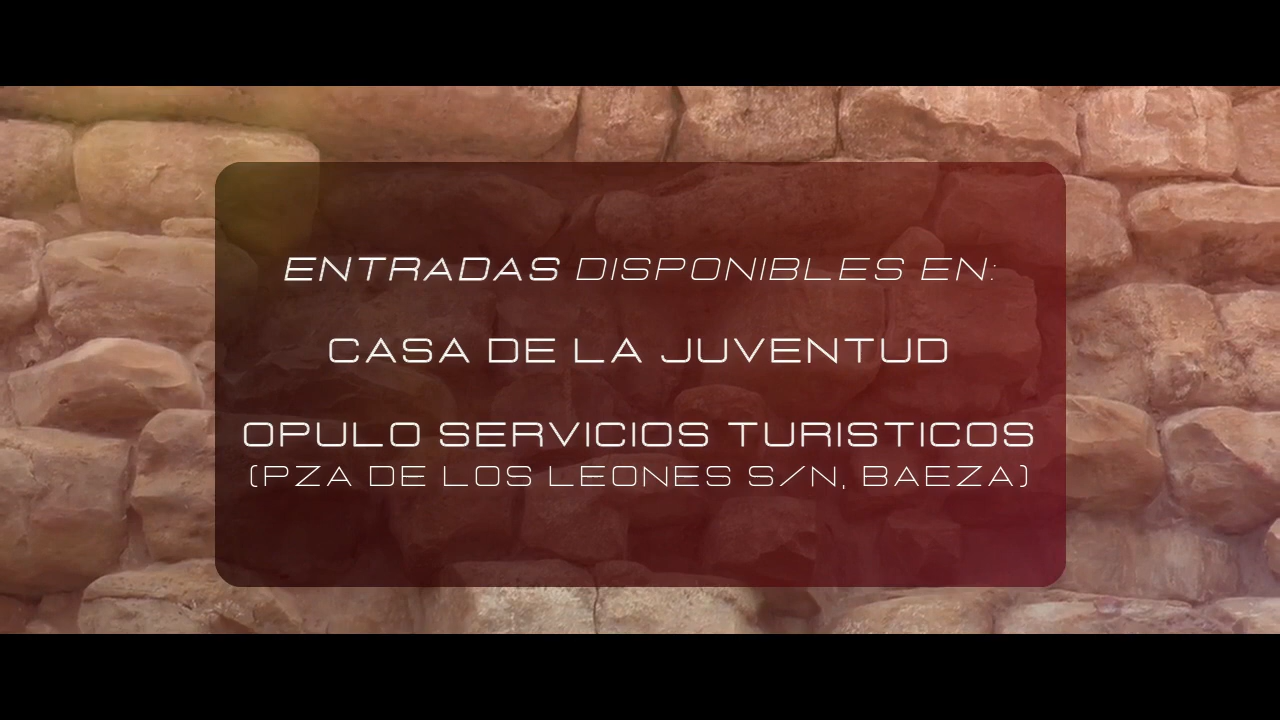 ENTRADAS DISPONIBLES EN:
CASA DE LA JUVENTUD
OPULO SERVICIOS TURISTICOS
(PZA DE LOS LEONES S/N, BAEZA)